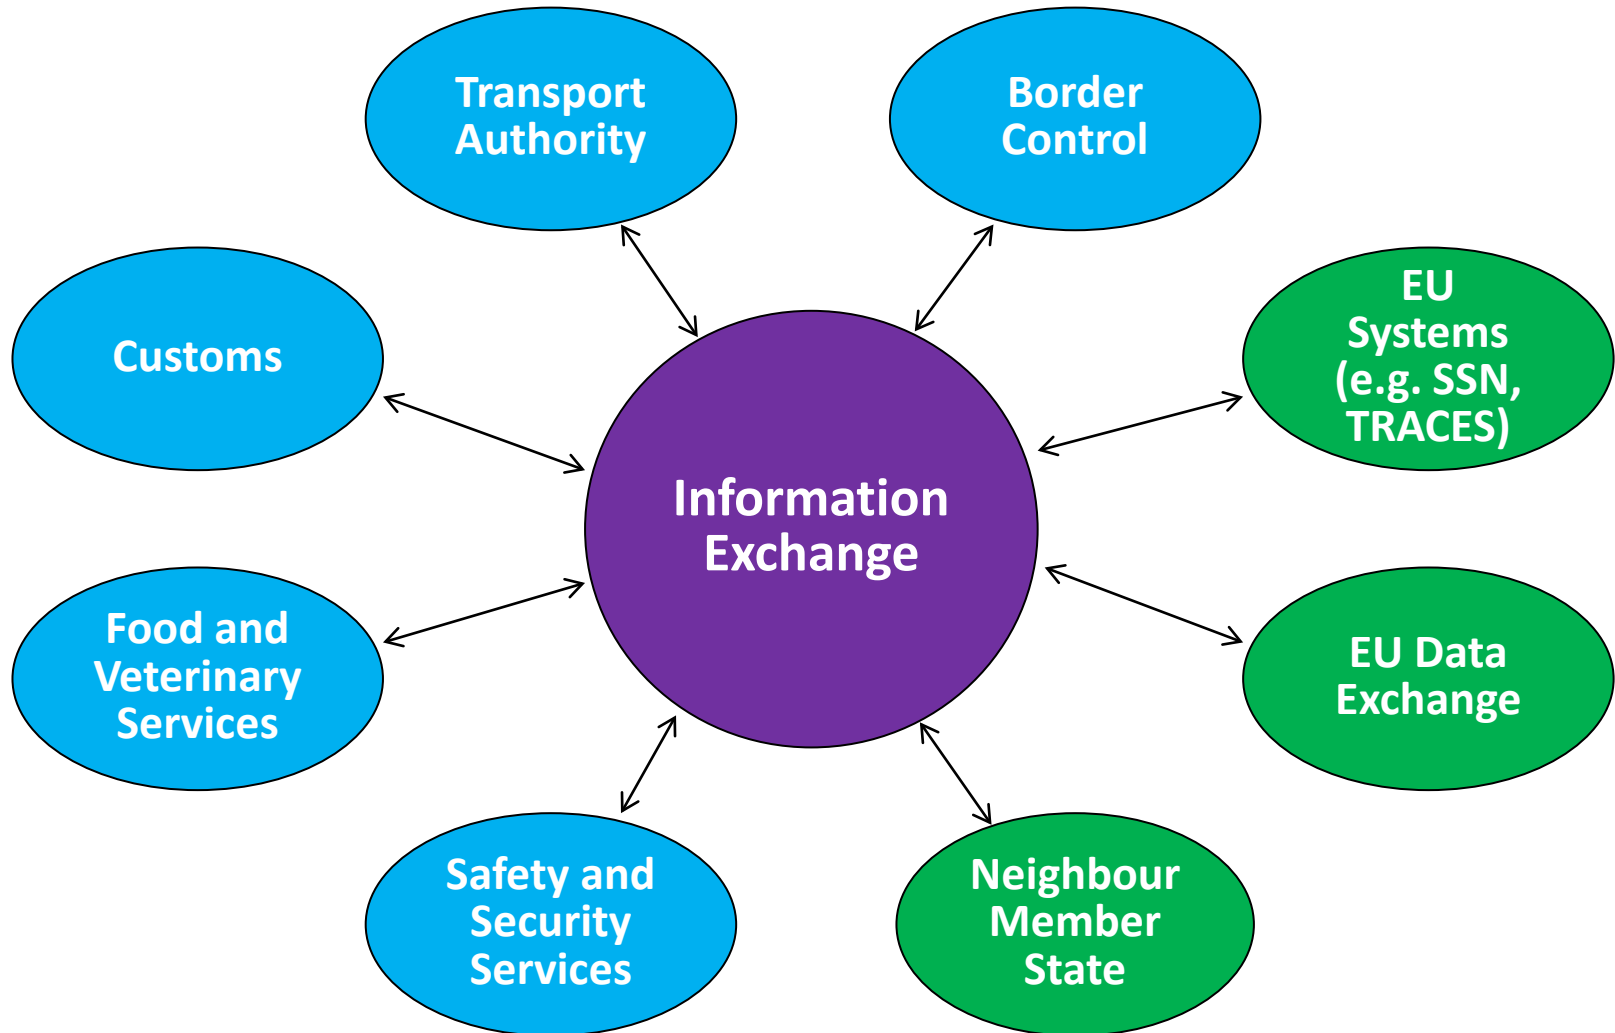 Transport
Authority
Border
Control
Customs
EU
Systems
(e.g. SSN,
TRACES)
Information
Exchange
Food and
Veterinary
Services
EU Data
Exchange
Safety and
Security
Services
Neighbour
Member
State